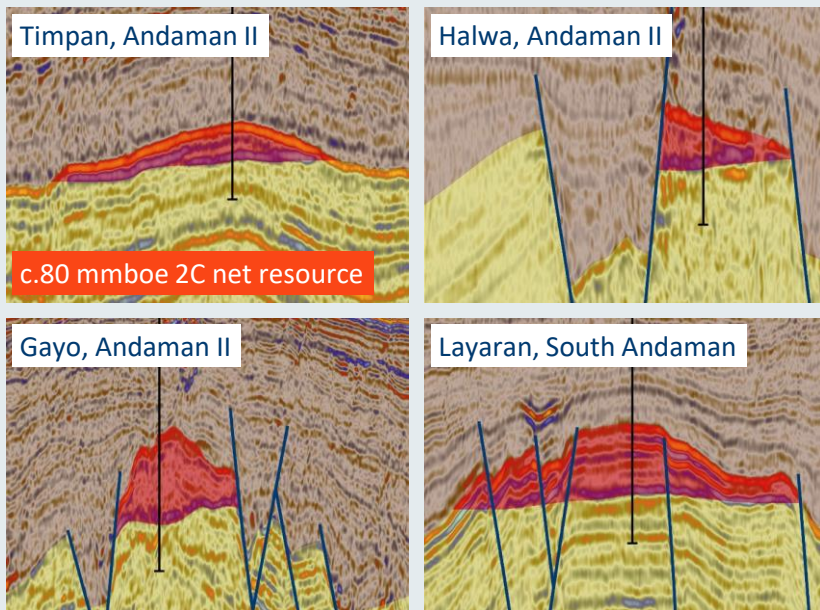 Timpan, Andaman II
Halwa, Andaman II
c.80 mmboe 2C net resource
Gayo, Andaman II
Layaran, South Andaman